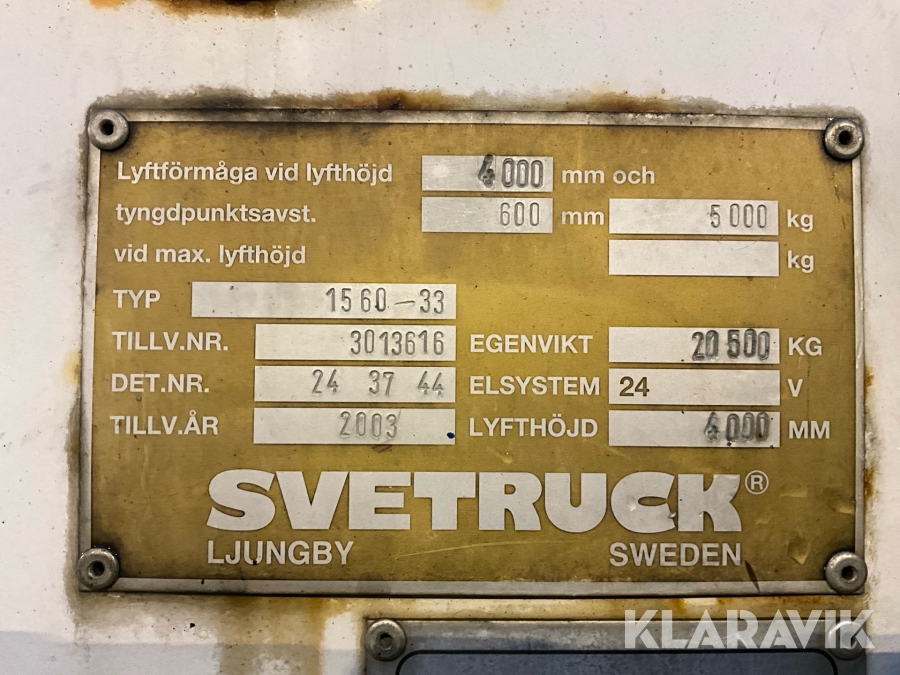 Lyftförmåga vid lyfthöjd 4000 mm och
tyngdpunktsavst. 600 mm 5000 kg
vid max. lyfthöjd kg
TYP 1560-33
TILLV.NR. 3013616 EGENVIKT 20500 KG
DET.NR. 24 37 44 ELSYSTEM 24 V
TILLV.ÅR 2003 LYFTHÖJD 4000 MM
SVETRUCK®
LJUNGBY SWEDEN
KLARAVIK